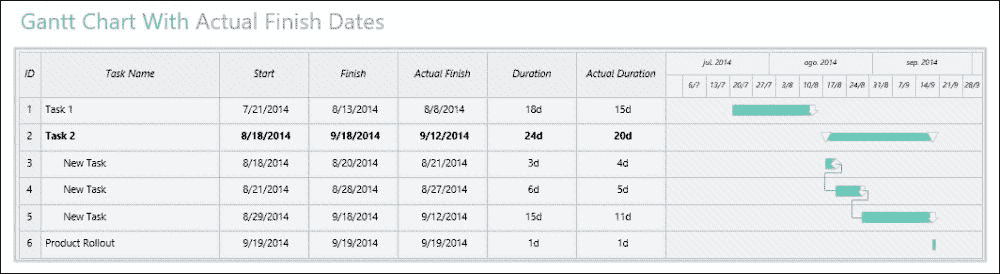 Gantt Chart With Actual Finish Dates
ID Task Name Start Finish Actual Finish Duration Actual Duration jul. 2014 ago. 2014 sep. 2014
6/7 13/7 20/7 27/7 3/8 10/8 17/8 24/8 31/8 7/9 14/9 21/9 28/9
1 Task 1 7/21/2014 8/13/2014 8/8/2014 18d 15d
2 Task 2 8/18/2014 9/18/2014 9/12/2014 24d 20d
3 New Task 8/18/2014 8/20/2014 8/21/2014 3d 4d
4 New Task 8/21/2014 8/28/2014 8/27/2014 6d 5d
5 New Task 8/29/2014 9/18/2014 9/12/2014 15d 11d
6 Product Rollout 9/19/2014 9/19/2014 9/19/2014 1d 1d